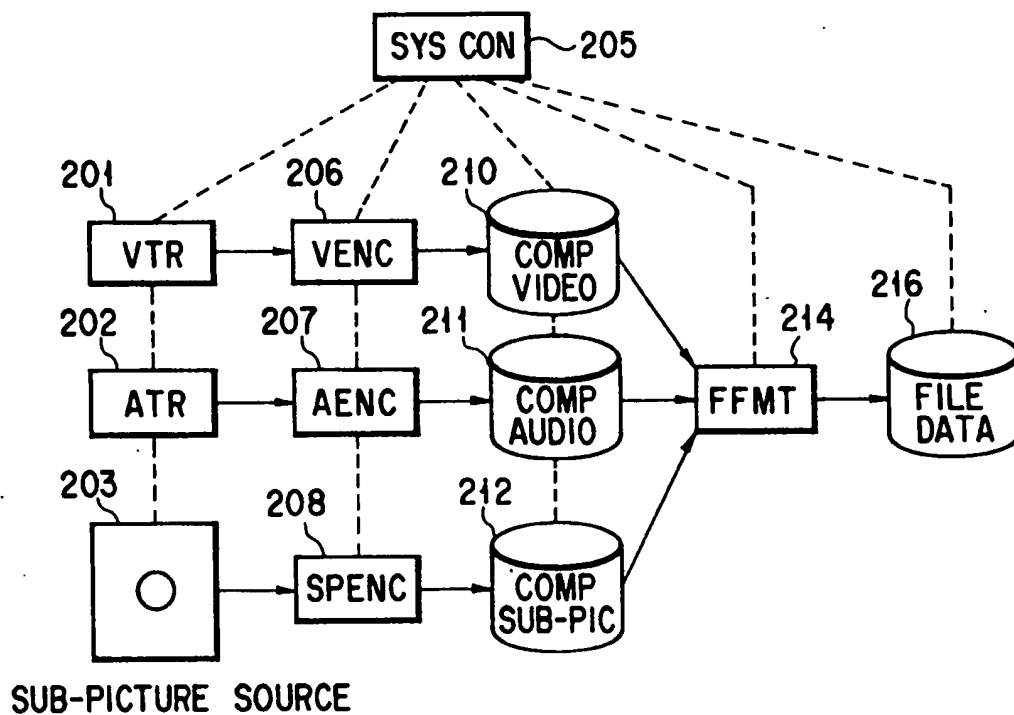 SYS CON
205
201
206
210
VTR
VENC
COMP
VIDEO
202
207
211
214
216
ATR
AENC
COMP
AUDIO
FFMT
FILE
DATA
203
208
212
SPENC
COMP
SUB-PIC
SUB-PICTURE SOURCE